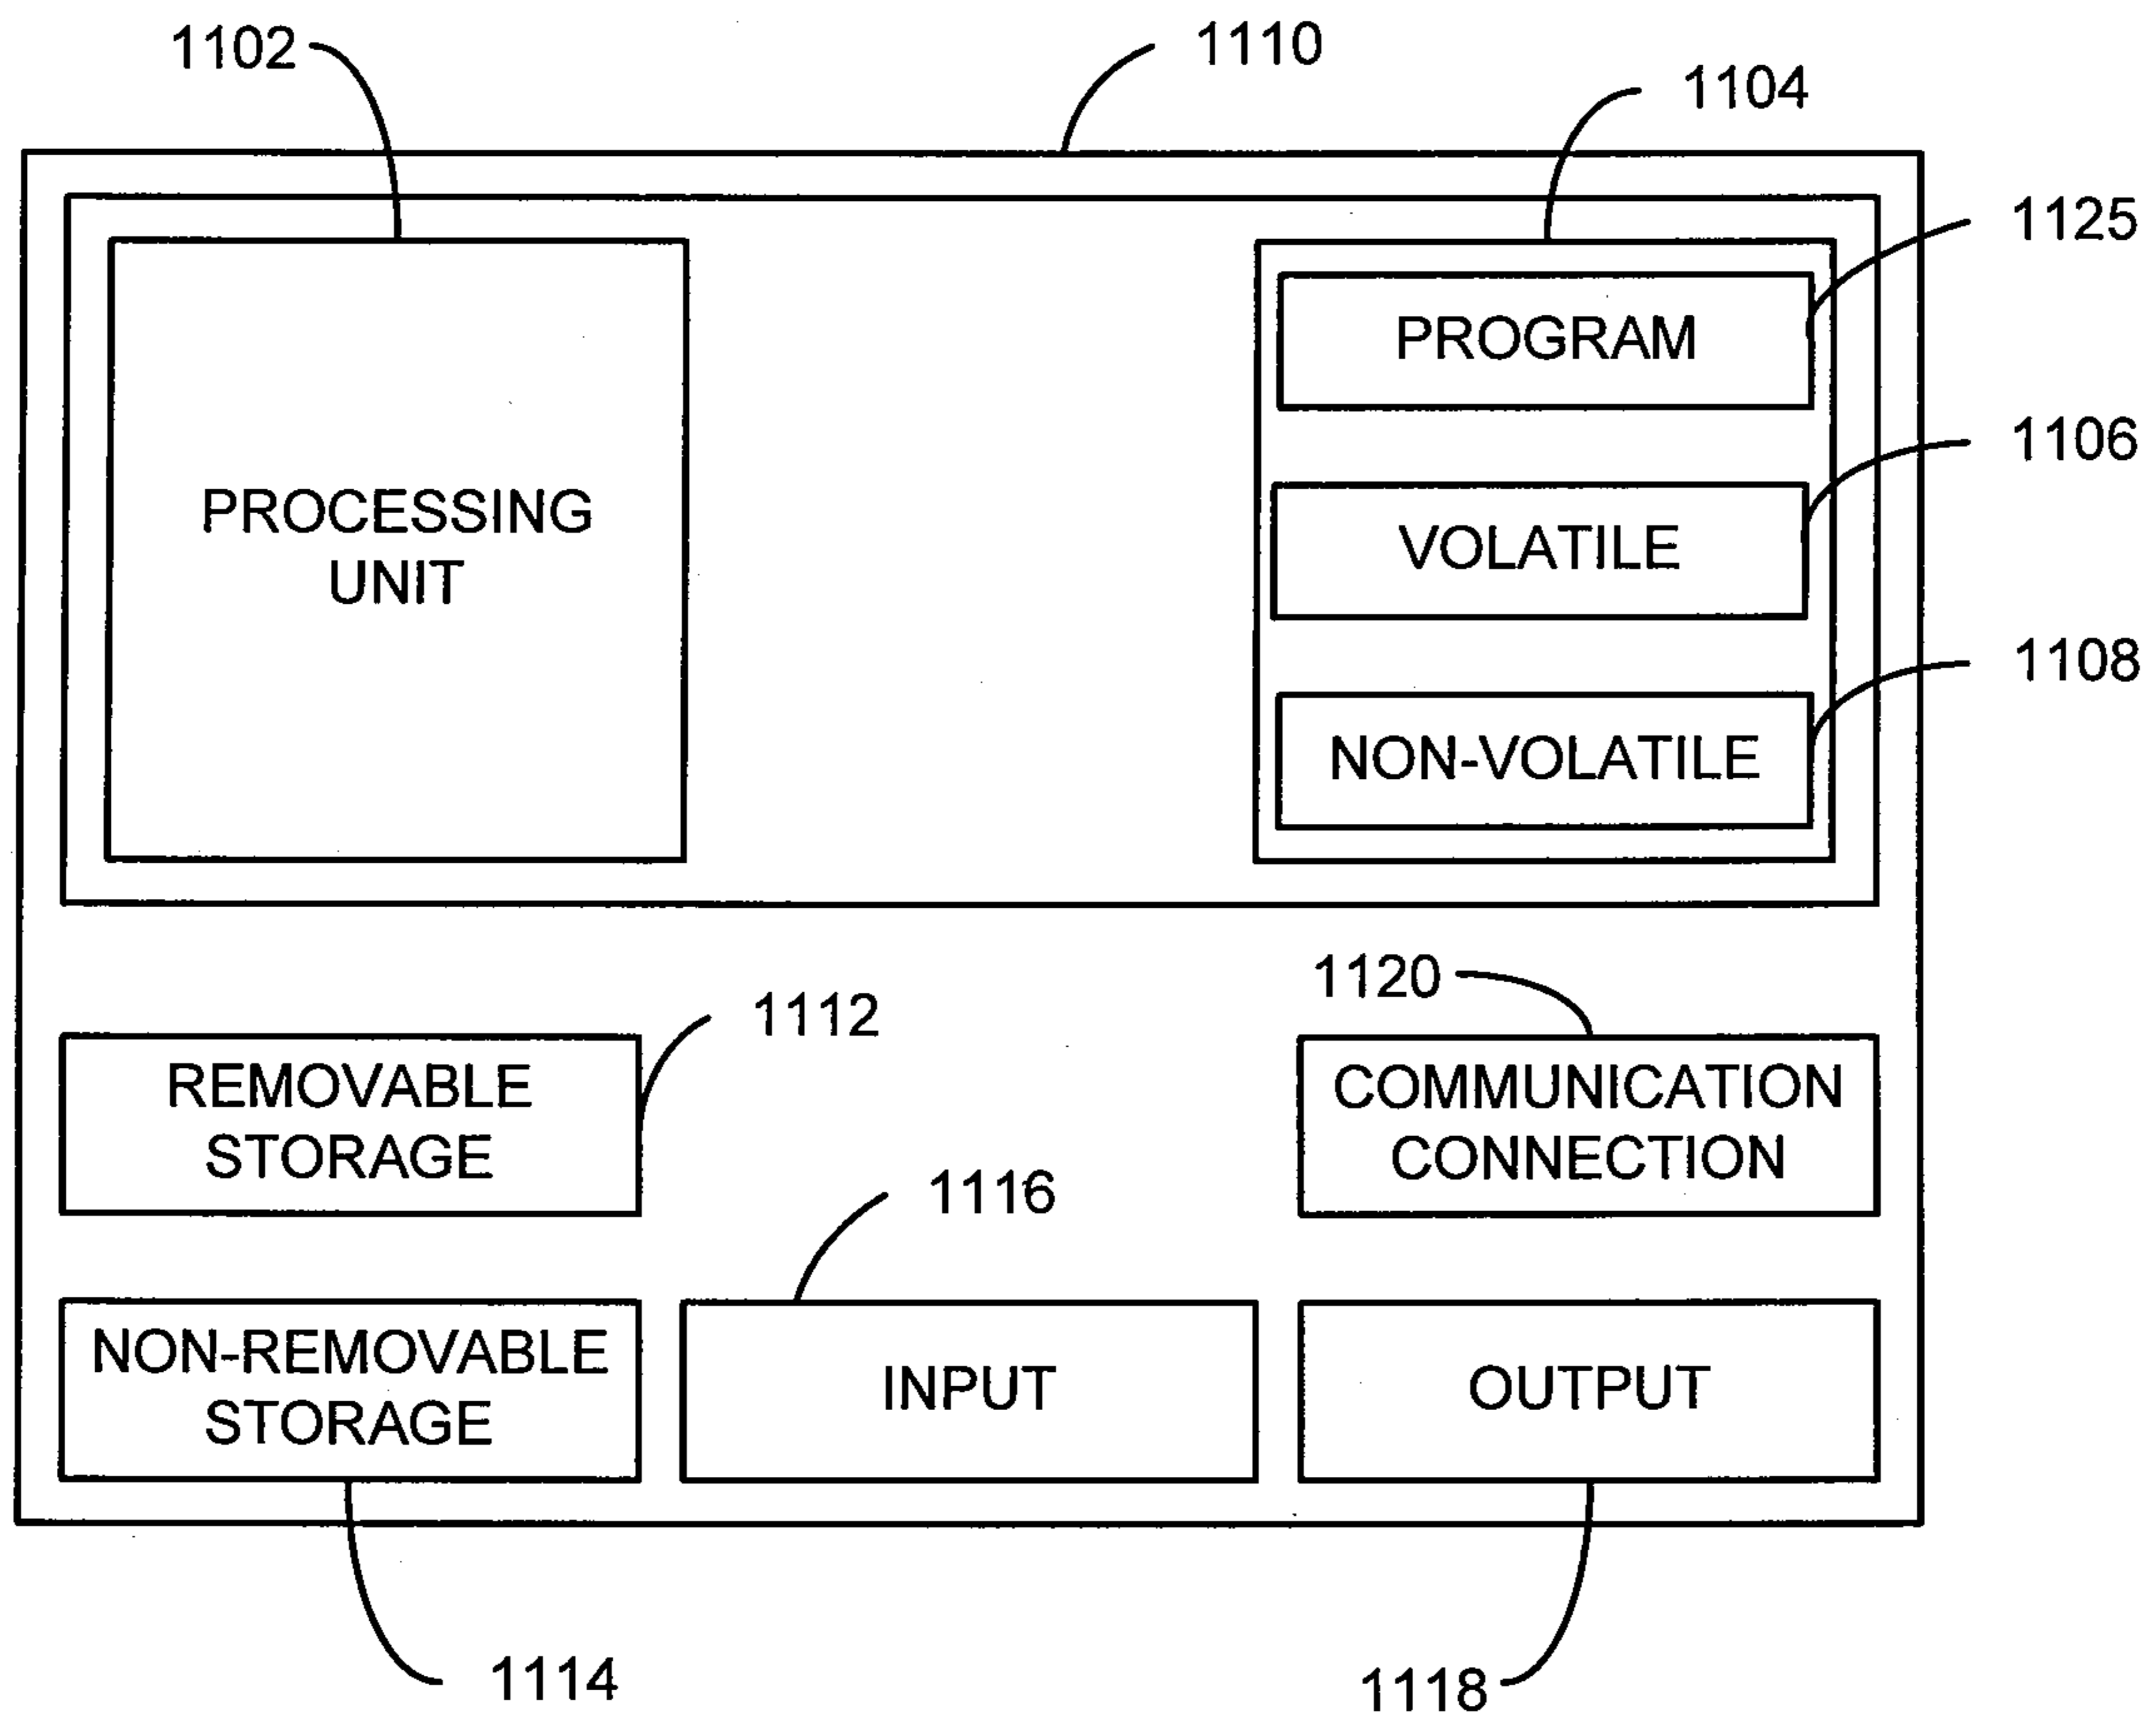 1102
1110
1104
1125
PROGRAM
1106
PROCESSING
UNIT
VOLATILE
1108
NON-VOLATILE
1120
1112
REMOVABLE
STORAGE
COMMUNICATION
CONNECTION
1116
NON-REMOVABLE
STORAGE
INPUT
OUTPUT
1114
1118